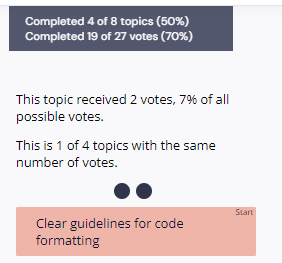 Completed 4 of 8 topics (50%)
Completed 19 of 27 votes (70%)
This topic received 2 votes, 7% of all
possible votes.
This is 1 of 4 topics with the same
number of votes.
Start
Clear guidelines for code
formatting